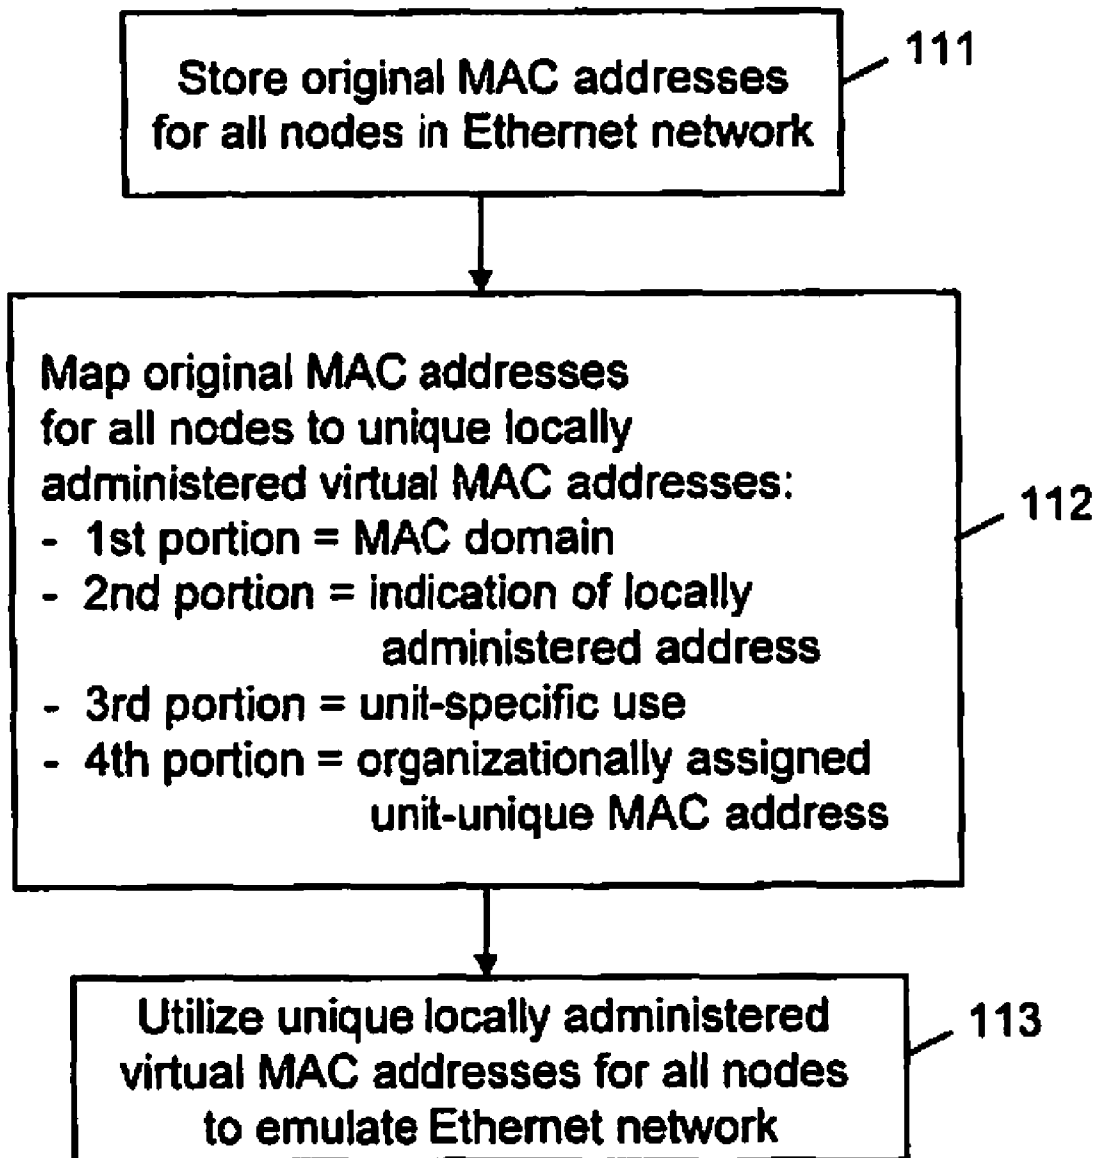 Store original MAC addresses
for all nodes in Ethernet network
111
Map original MAC addresses
for all nodes to unique locally
administered virtual MAC addresses:
- 1st portion = MAC domain
- 2nd portion = indication of locally
administered address
- 3rd portion = unit-specific use
- 4th portion = organizationally assigned
unit-unique MAC address
112
Utilize unique locally administered
virtual MAC addresses for all nodes
to emulate Ethernet network
113